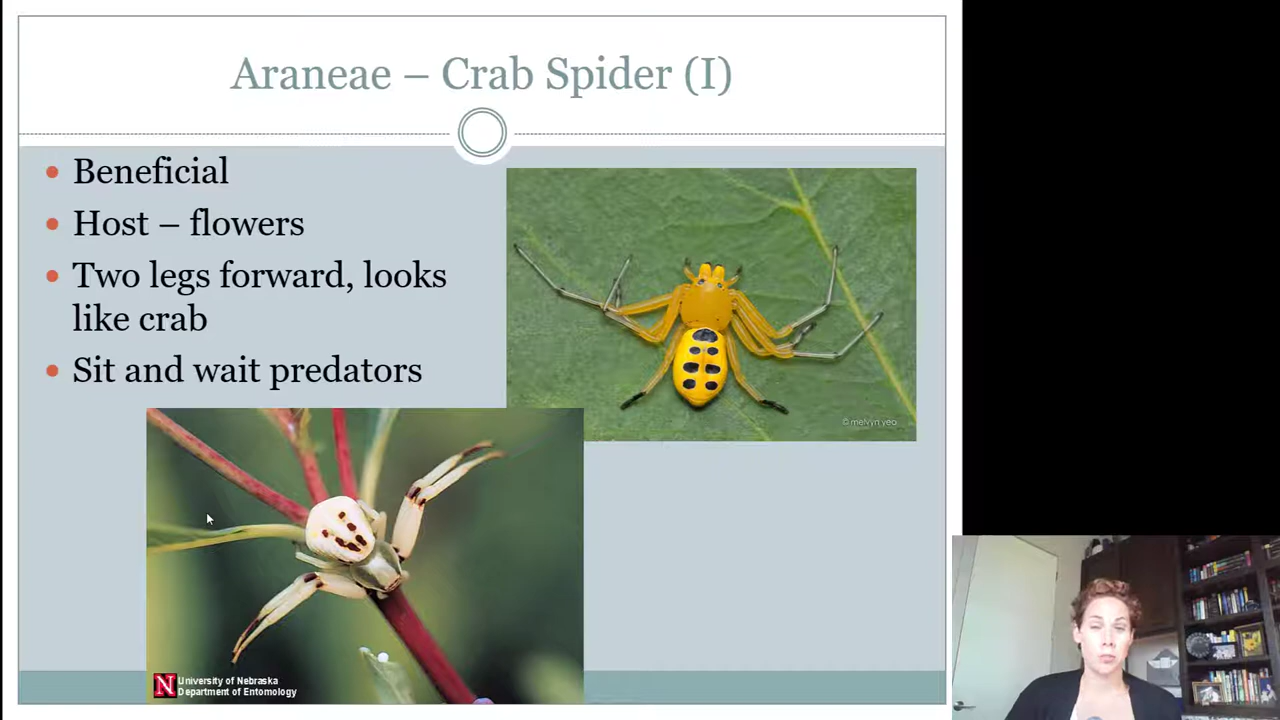 Araneae – Crab Spider (I)
Beneficial
Host – flowers
Two legs forward, looks
like crab
Sit and wait predators
© melvyn yeo
N University of Nebraska
Department of Entomology